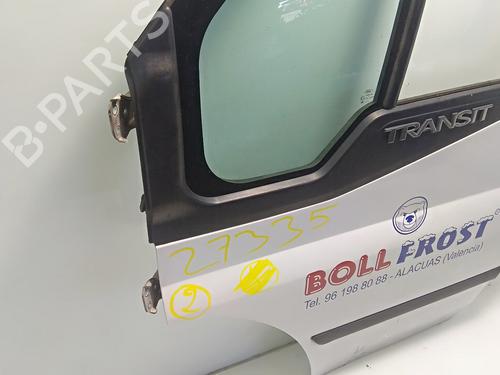 B-PARTS
TRANSIT
27335
2
BOLL FROST
Tel. 96 198 80 88 - ALACUAS (Valencia)